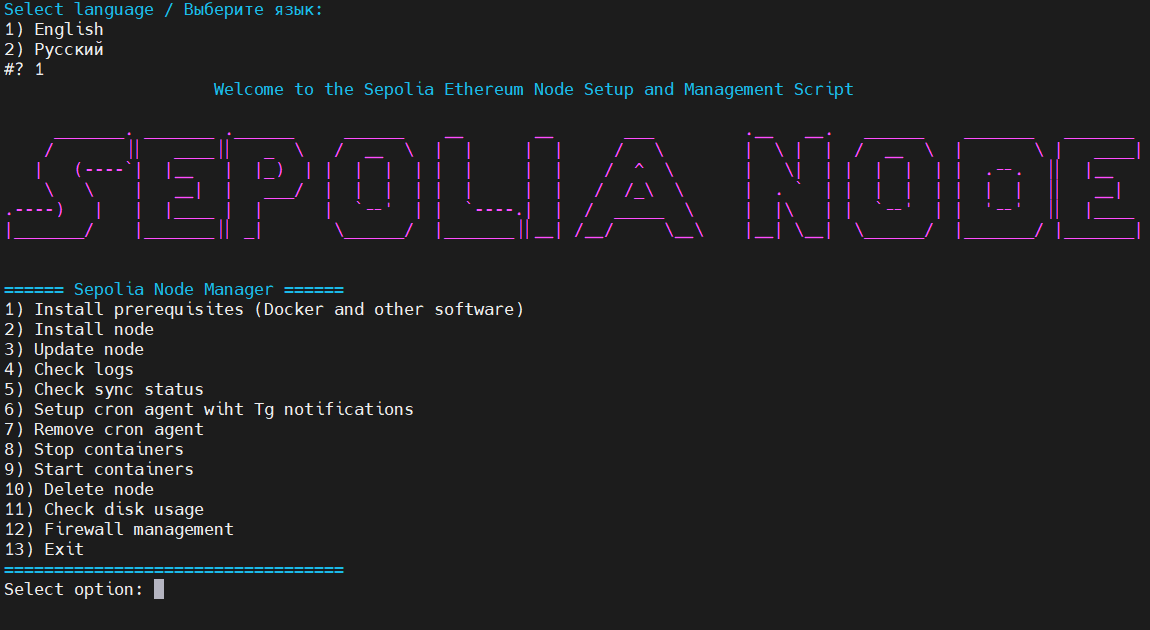 Select language / Выберите язык:
1) English
2) Русский
#? 1
Welcome to the Sepolia Ethereum Node Setup and Management Script
SEPOLIA NODE
====== Sepolia Node Manager ======
1) Install prerequisites (Docker and other software)
2) Install node
3) Update node
4) Check logs
5) Check sync status
6) Setup cron agent wiht Tg notifications
7) Remove cron agent
8) Stop containers
9) Start containers
10) Delete node
11) Check disk usage
12) Firewall management
13) Exit
==================================
Select option: